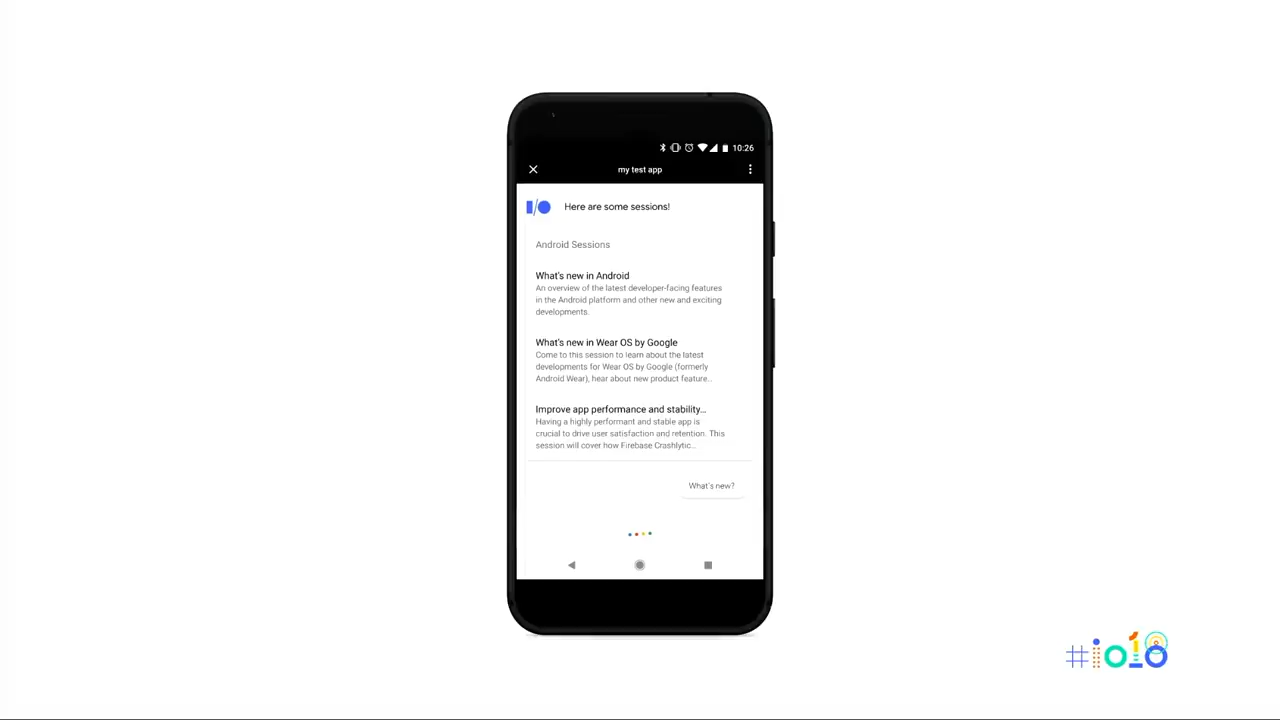 10:26
my test app
I/O
Here are some sessions!
Android Sessions
What's new in Android
An overview of the latest developer-facing features
in the Android platform and other new and exciting
developments.
What's new in Wear OS by Google
Come to this session to learn about the latest
developments for Wear OS by Google (formerly
Android Wear), hear about new product feature..
Improve app performance and stability...
Having a highly performant and stable app is
crucial to drive user satisfaction and retention. This
session will cover how Firebase Crashlytic...
What's new?
#io18